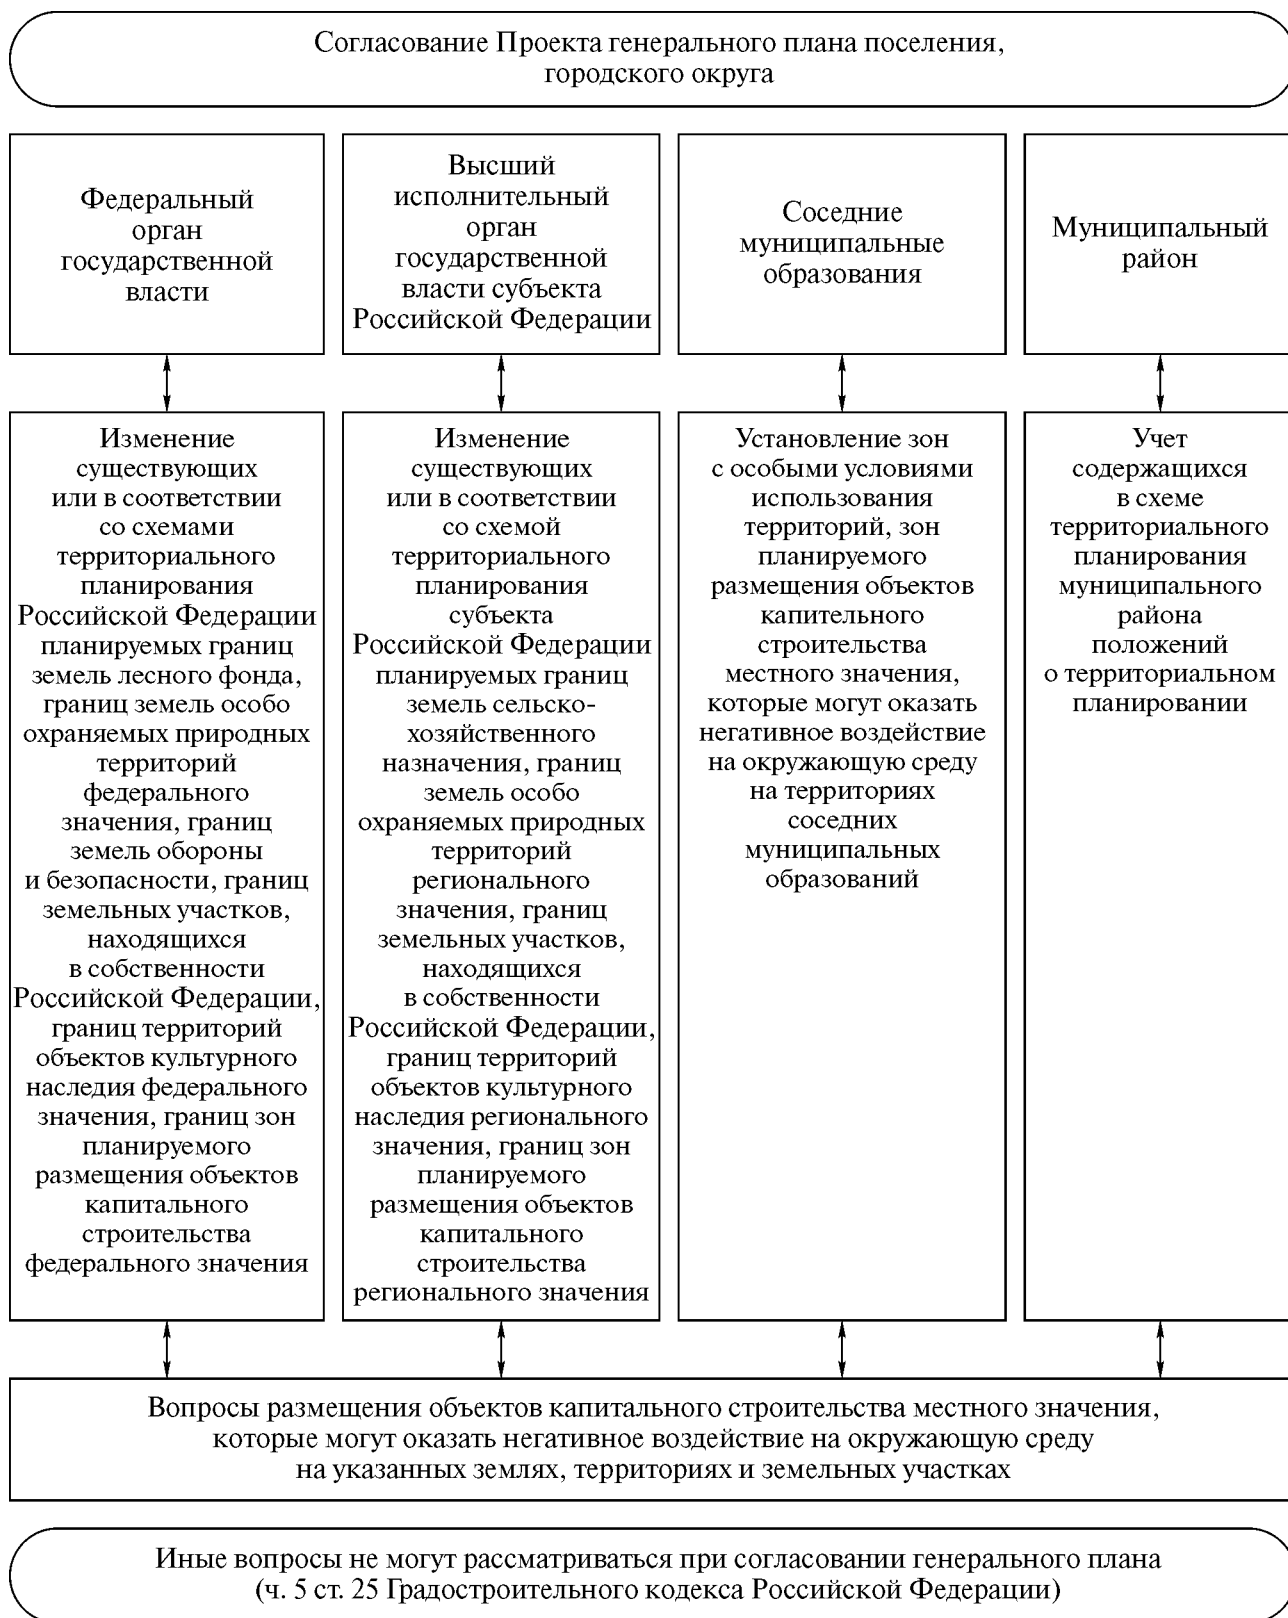 Согласование Проекта генерального плана поселения,
городского округа
Федеральный
орган
государственной
власти
Высший
исполнительный
орган
государственной
власти субъекта
Российской Федерации
Соседние
муниципальные
образования
Муниципальный
район
Изменение
существующих
или в соответствии
со схемами
территориального
планирования
Российской Федерации
планируемых границ
земель лесного фонда,
границ земель особо
охраняемых природных
территорий
федерального
значения, границ
земель обороны
и безопасности, границ
земельных участков,
находящихся
в собственности
Российской Федерации,
границ территорий
объектов культурного
наследия федерального
значения, границ зон
планируемого
размещения объектов
капитального
строительства
федерального значения
Изменение
существующих
или в соответствии
со схемой
территориального
планирования
субъекта
Российской Федерации
планируемых границ
земель сельско-
хозяйственного
назначения, границ
земель особо
охраняемых природных
территорий
регионального
значения, границ
земельных участков,
находящихся
в собственности
Российской Федерации,
границ территорий
объектов культурного
наследия регионального
значения, границ зон
планируемого
размещения объектов
капитального
строительства
регионального значения
Установление зон
с особыми условиями
использования
территорий, зон
планируемого
размещения объектов
капительного
строительства
местного значения,
которые могут оказать
негативное воздействие
на окружающую среду
на территориях
соседних
муниципальных
образований
Учет
содержащихся
в схеме
территориального
планирования
муниципального
района
положений
о территориальном
планировании
Вопросы размещения объектов капитального строительства местного значения,
которые могут оказать негативное воздействие на окружающую среду
на указанных землях, территориях и земельных участках
Иные вопросы не могут рассматриваться при согласовании генерального плана
(ч. 5 ст. 25 Градостроительного кодекса Российской Федерации)